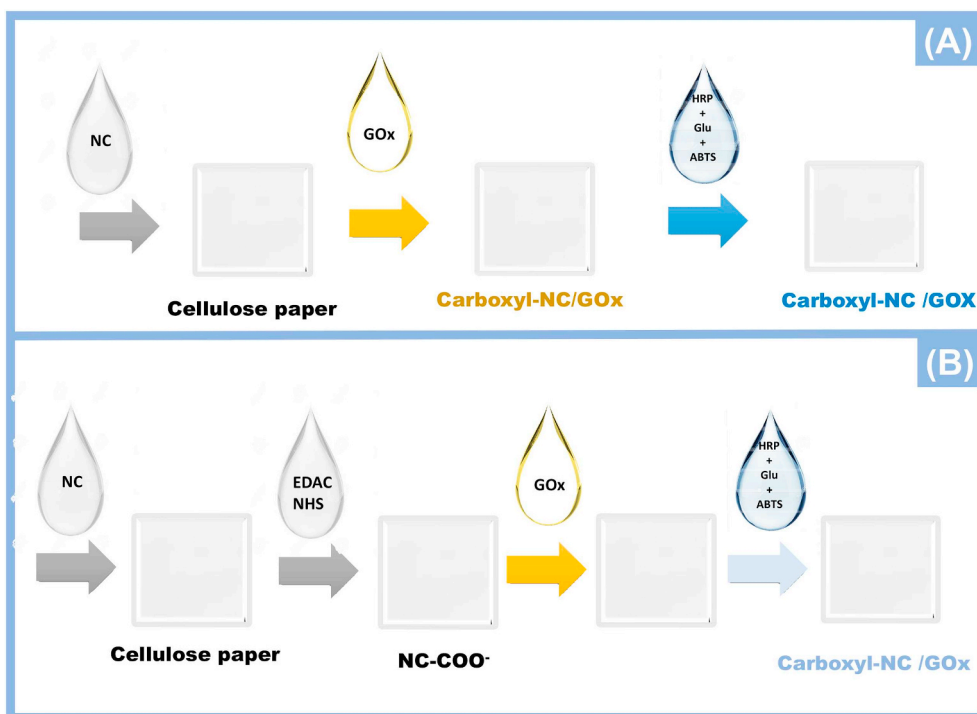 (A)
NC
GOx
HRP
+
Glu
+
ABTS
Cellulose paper
Carboxyl-NC/GOx
Carboxyl-NC /GOX
(B)
NC
EDAC
NHS
GOx
HRP
+
Glu
+
ABTS
Cellulose paper
NC-COO⁻
Carboxyl-NC /GOx